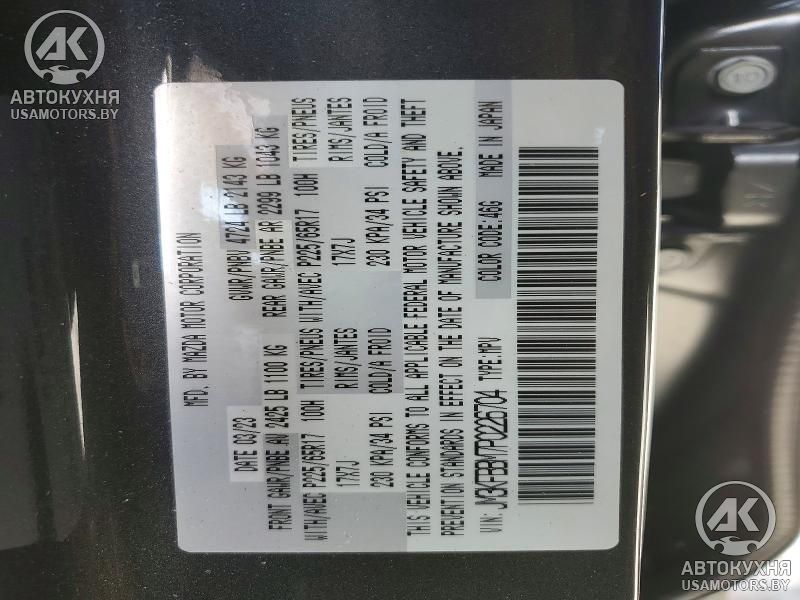 AK
АВТОКУХНЯ
USAMOTORS.BY
MFD. BY MAZDA MOTOR CORPORATION
DATE 03/23 GVWR/PNBV 4724 LB 2143 KG
FRONT GAWR/PNBE AV 2425 LB 1100 KG REAR GAWR/PNBE AR 2299 LB 1043 KG
WITH/AVEC P225/65R17 100H TIRES/PNEUS WITH/AVEC P225/65R17 100H TIRES/PNEUS
17X7J RIMS/JANTES 17X7J RIMS/JANTES
230 KPA/34 PSI COLD/A FROID 230 KPA/34 PSI COLD/A FROID
THIS VEHICLE CONFORMS TO ALL APPLICABLE FEDERAL MOTOR VEHICLE SAFETY AND THEFT
PREVENTION STANDARDS IN EFFECT ON THE DATE OF MANUFACTURE SHOWN ABOVE.
VIN: JM3KFBBM7P0226704 TYPE:MPV COLOR CODE:46G MADE IN JAPAN
AK
АВТОКУХНЯ
USAMOTORS.BY